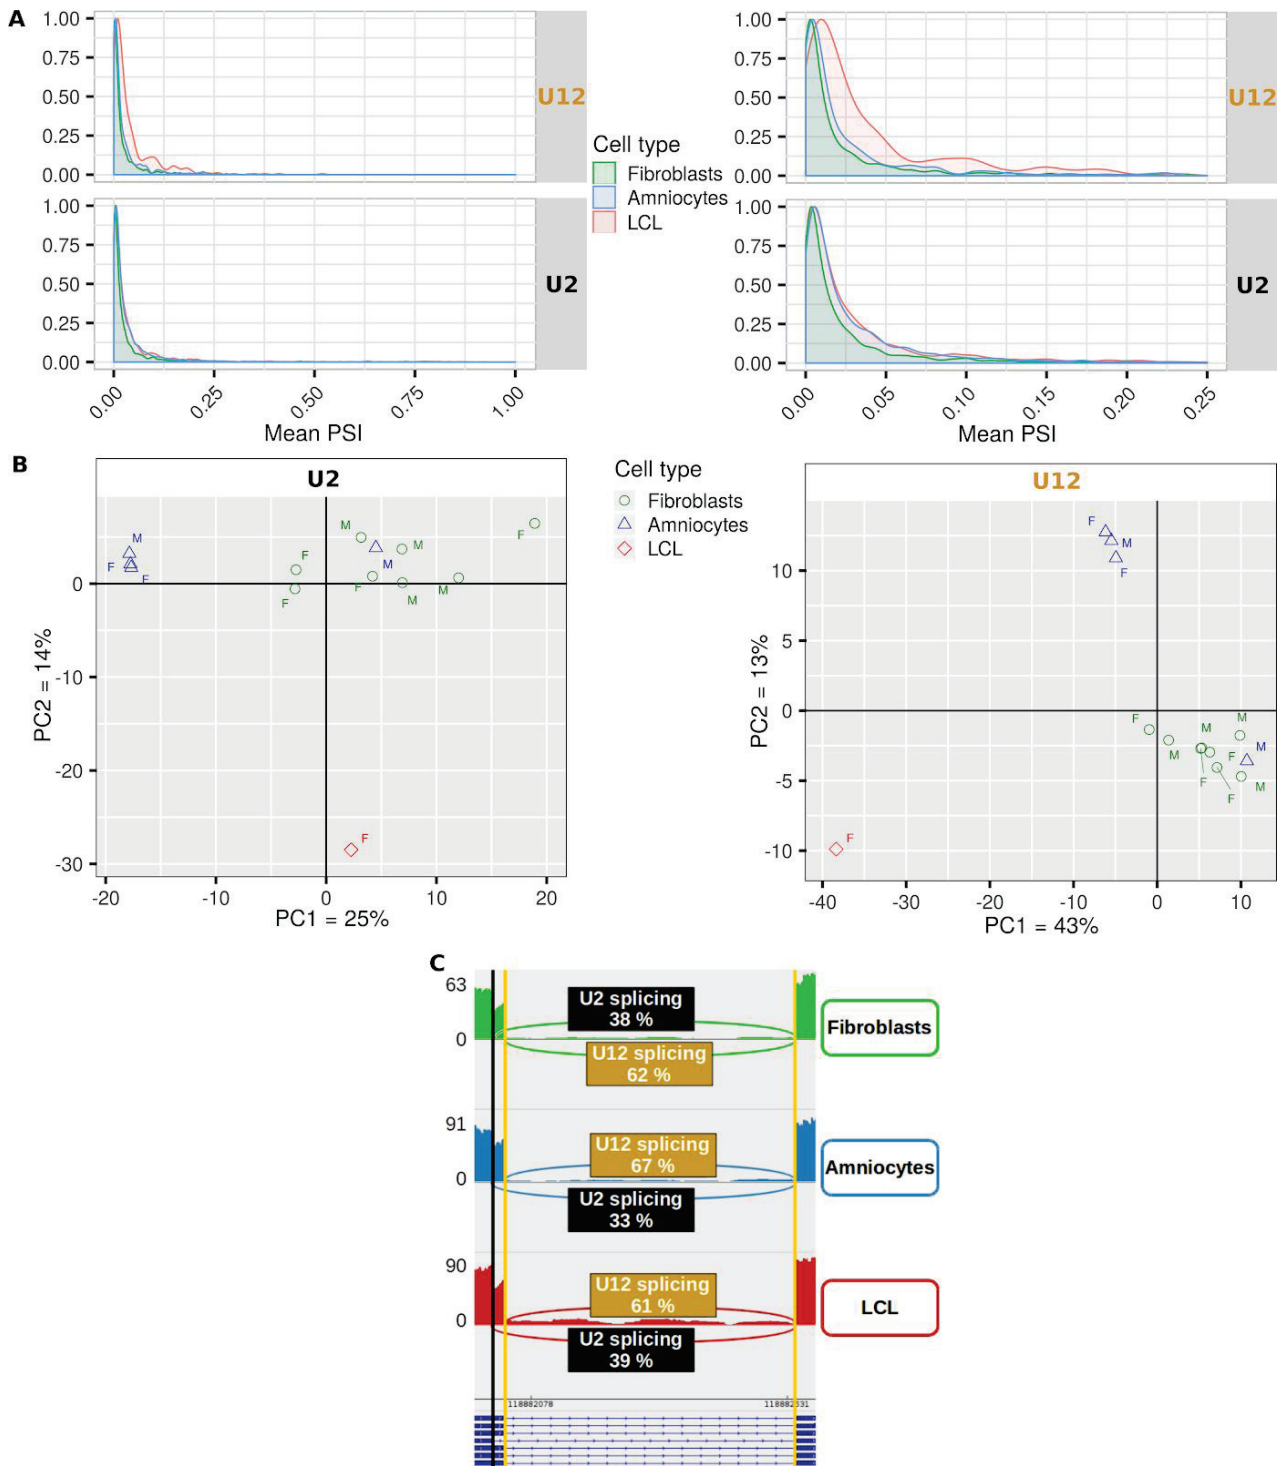 A
1.00
0.75
0.50
0.25
0.00
U12
1.00
0.75
0.50
0.25
0.00
U2
0.00
0.25
0.50
0.75
1.00
Mean PSI
Cell type
Fibroblasts
Amniocytes
LCL
1.00
0.75
0.50
0.25
0.00
U12
1.00
0.75
0.50
0.25
0.00
U2
0.00
0.05
0.10
0.15
0.20
0.25
Mean PSI
B
U2
PC2 = 14%
0
-10
-20
-30
M
F
F
F
F
M
M
M
F
M
M
F
F
-20
-10
0
10
20
PC1 = 25%
Cell type
Fibroblasts
Amniocytes
LCL
U12
PC2 = 13%
10
5
0
-5
-10
F
M
F
F
M
M
M
F
M
F
F
M
F
-40
-30
-20
-10
0
10
PC1 = 43%
C
63
0
U2 splicing
38 %
U12 splicing
62 %
Fibroblasts
91
0
U12 splicing
67 %
U2 splicing
33 %
Amniocytes
90
0
U12 splicing
61 %
U2 splicing
39 %
LCL
118882078